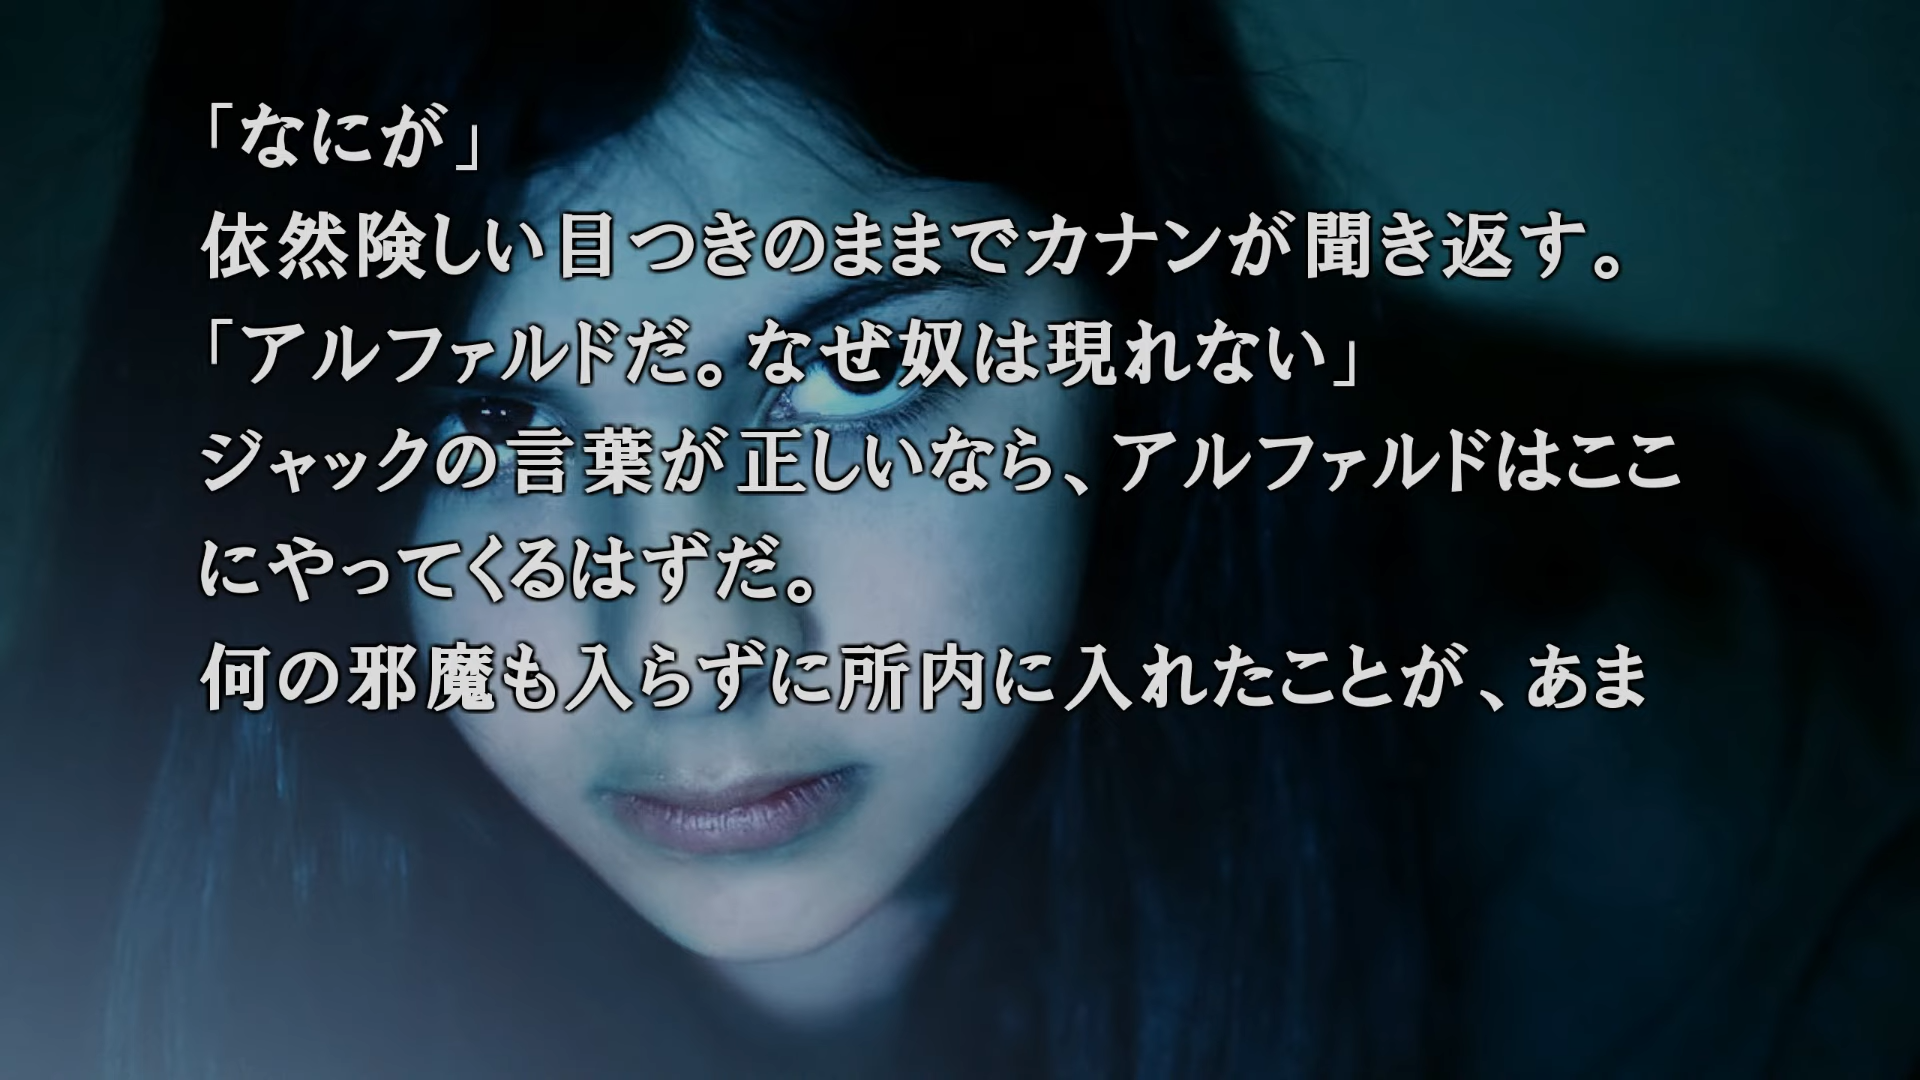 「なにが」
依然険しい目つきのままでカナンが聞き返す。
「アルファルドだ。なぜ奴は現れない」
ジャックの言葉が正しいなら、アルファルドはここ
にやってくるはずだ。
何の邪魔も入らずに所内に入れたことが、あま